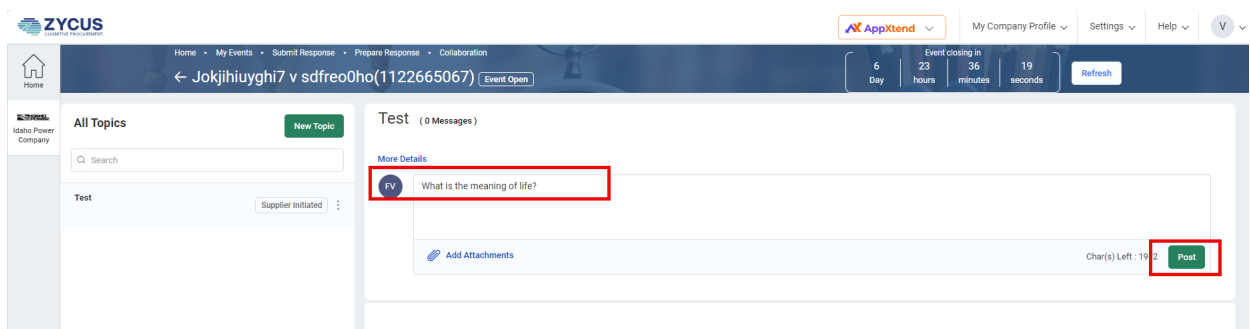 ZYCUS
COGNITIVE PROCUREMENT
AppXtend
My Company Profile
Settings
Help
V
Home
Idaho Power
Company
Home ▸ My Events ▸ Submit Response ▸ Prepare Response ▸ Collaboration
← Jokjihiuyghi7 v sdfreo0ho(1122665067) Event Open
Event closing in
6 23 36 19
Day hours minutes seconds
Refresh
All Topics
New Topic
Search
Test
Supplier Initiated
Test (0 Messages)
More Details
FV
What is the meaning of life?
Add Attachments
Char(s) Left : 1972
Post